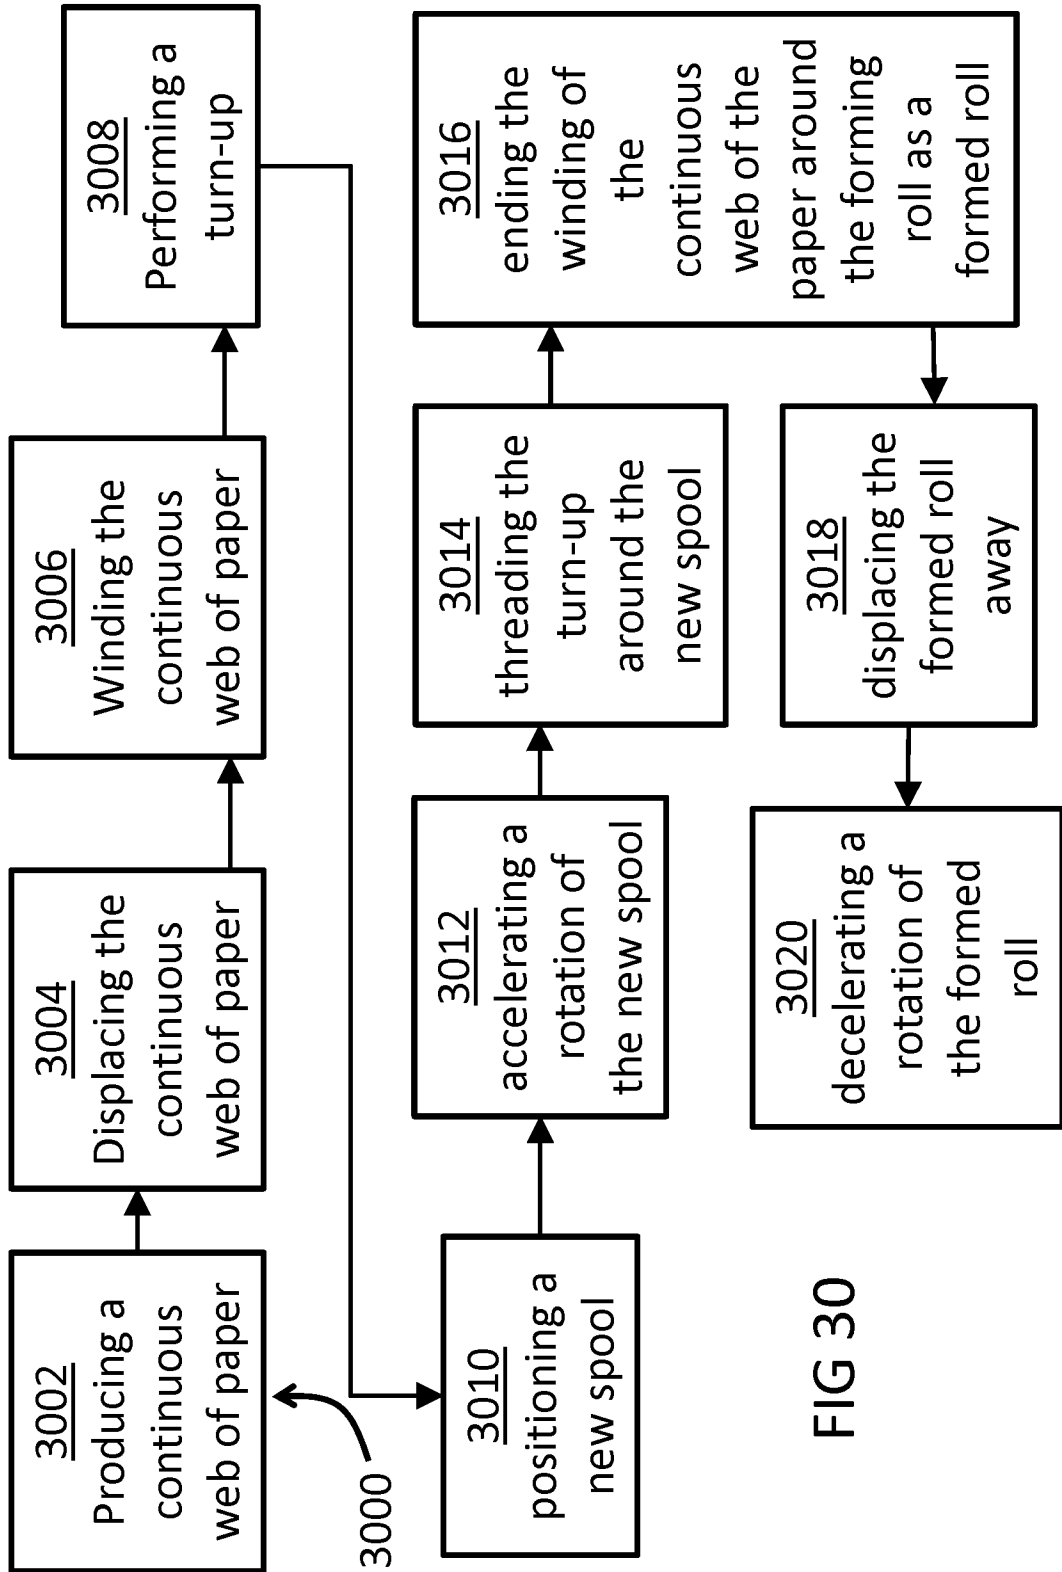 3002
Producing a
continuous
web of paper
3004
Displacing the
continuous
web of paper
3006
Winding the
continuous
web of paper
3008
Performing a
turn-up
3000
3010
positioning a
new spool
3012
accelerating a
rotation of
the new spool
3014
threading the
turn-up
around the
new spool
3016
ending the
winding of
the
continuous
web of the
paper around
the forming
roll as a
formed roll
3018
displacing the
formed roll
away
3020
decelerating a
rotation of
the formed
roll
FIG 30